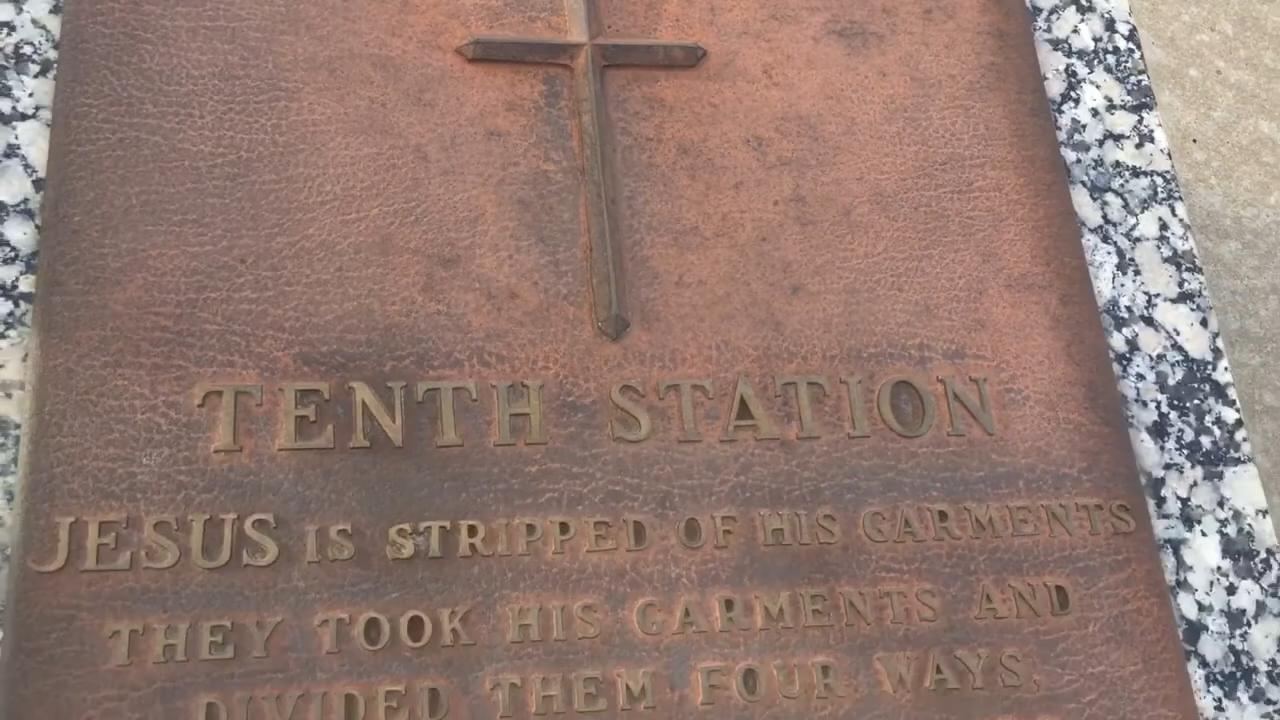 TENTH STATION
JESUS IS STRIPPED OF HIS GARMENTS
THEY TOOK HIS GARMENTS AND
DIVIDED THEM FOUR WAYS,